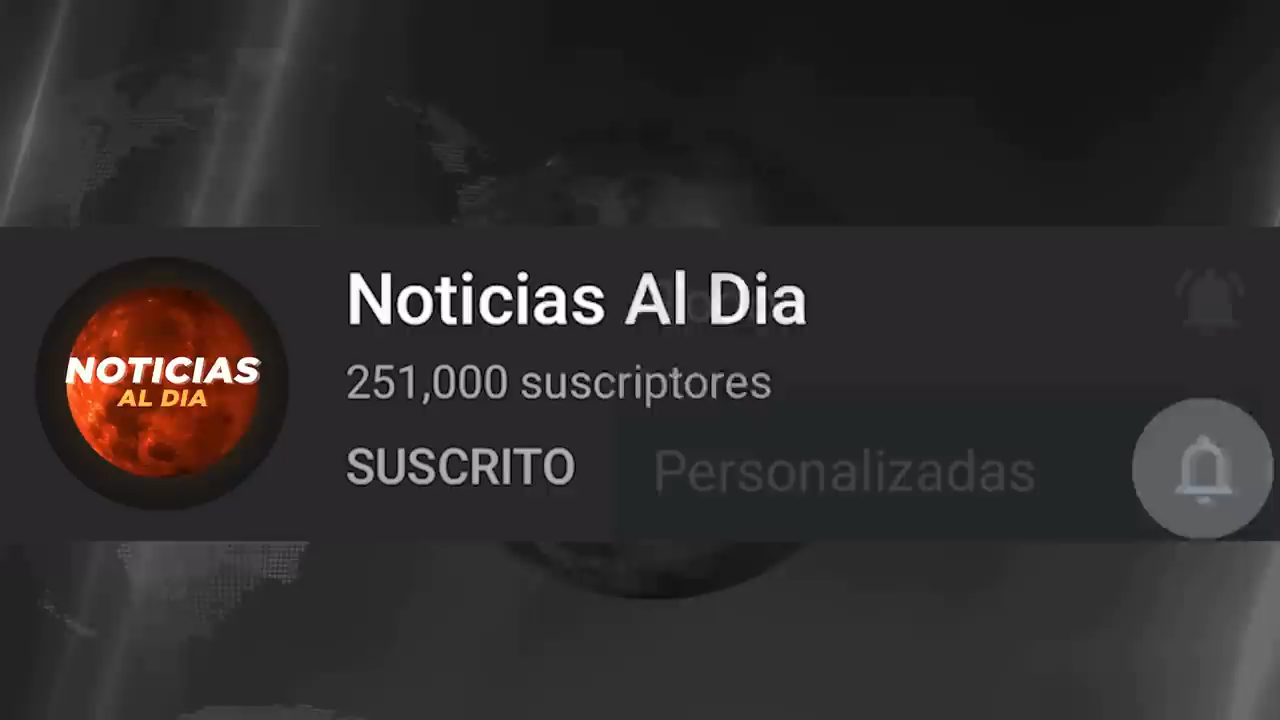 NOTICIAS
AL DIA
Noticias Al Dia
251,000 suscriptores
SUSCRITO
Personalizadas